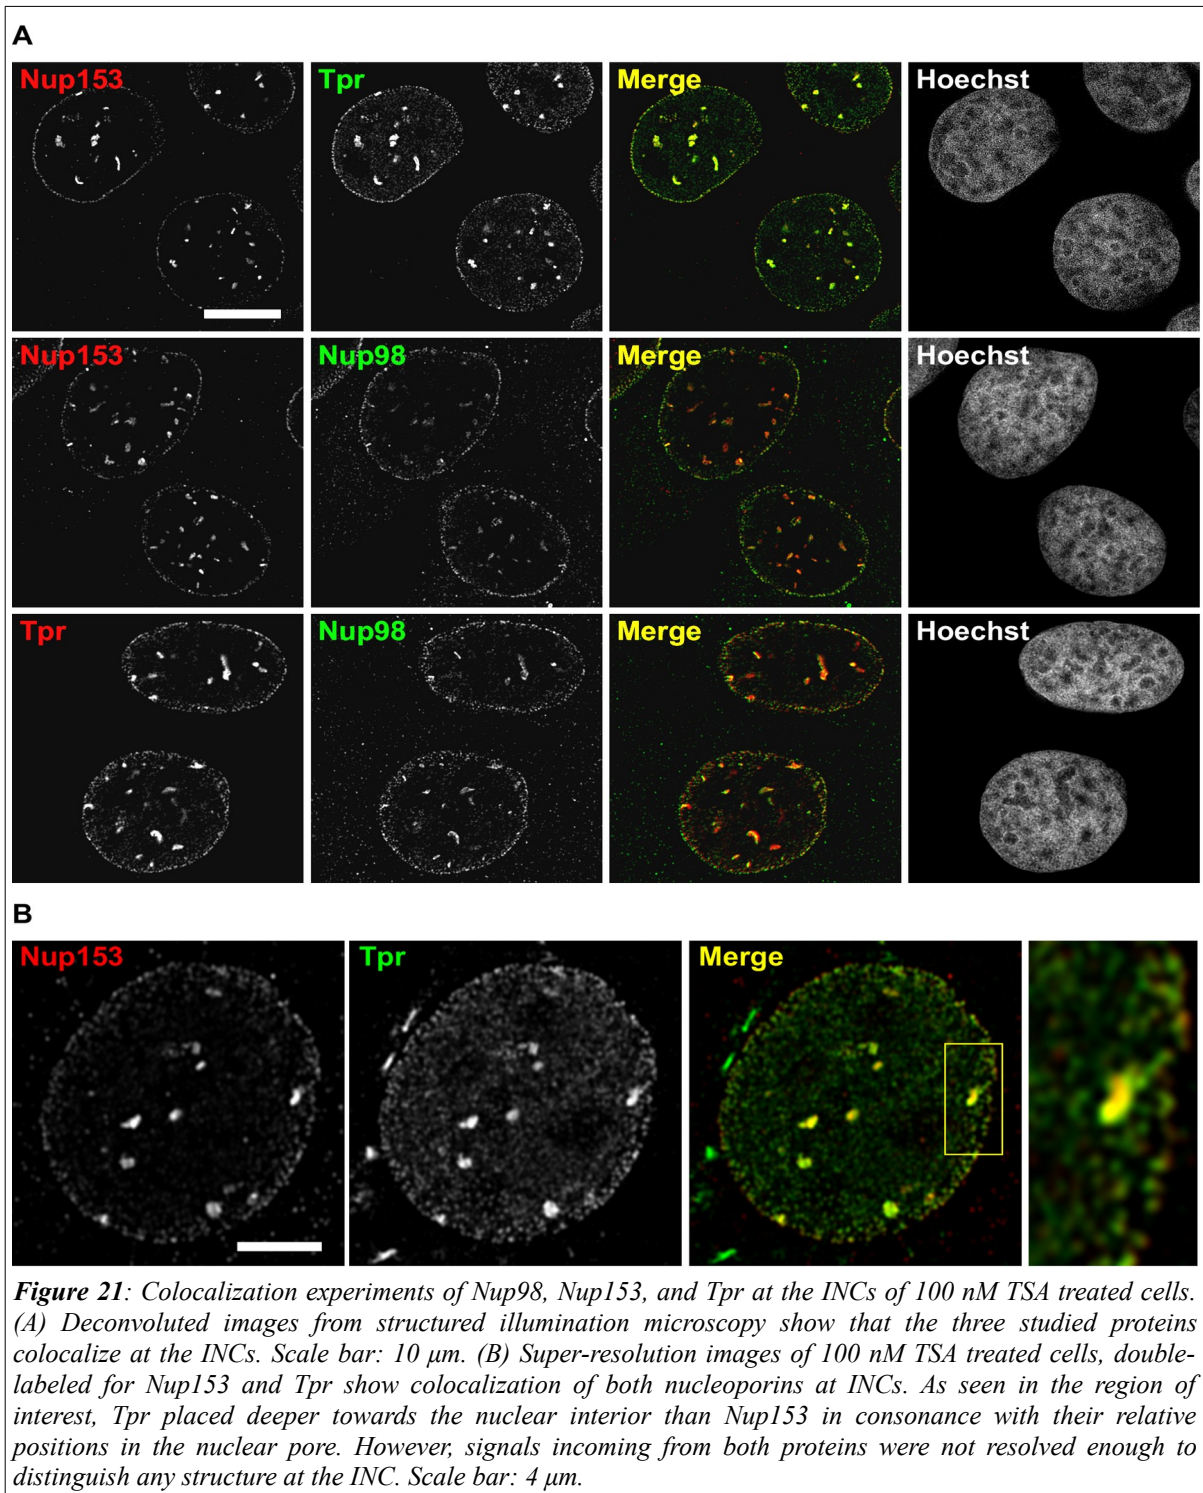 A
Nup153 Tpr Merge Hoechst
Nup153 Nup98 Merge Hoechst
Tpr Nup98 Merge Hoechst
B
Nup153 Tpr Merge
Figure 21: Colocalization experiments of Nup98, Nup153, and Tpr at the INCs of 100 nM TSA treated cells.
(A) Deconvoluted images from structured illumination microscopy show that the three studied proteins
colocalize at the INCs. Scale bar: 10 μm. (B) Super-resolution images of 100 nM TSA treated cells, double-
labeled for Nup153 and Tpr show colocalization of both nucleoporins at INCs. As seen in the region of
interest, Tpr placed deeper towards the nuclear interior than Nup153 in consonance with their relative
positions in the nuclear pore. However, signals incoming from both proteins were not resolved enough to
distinguish any structure at the INC. Scale bar: 4 μm.